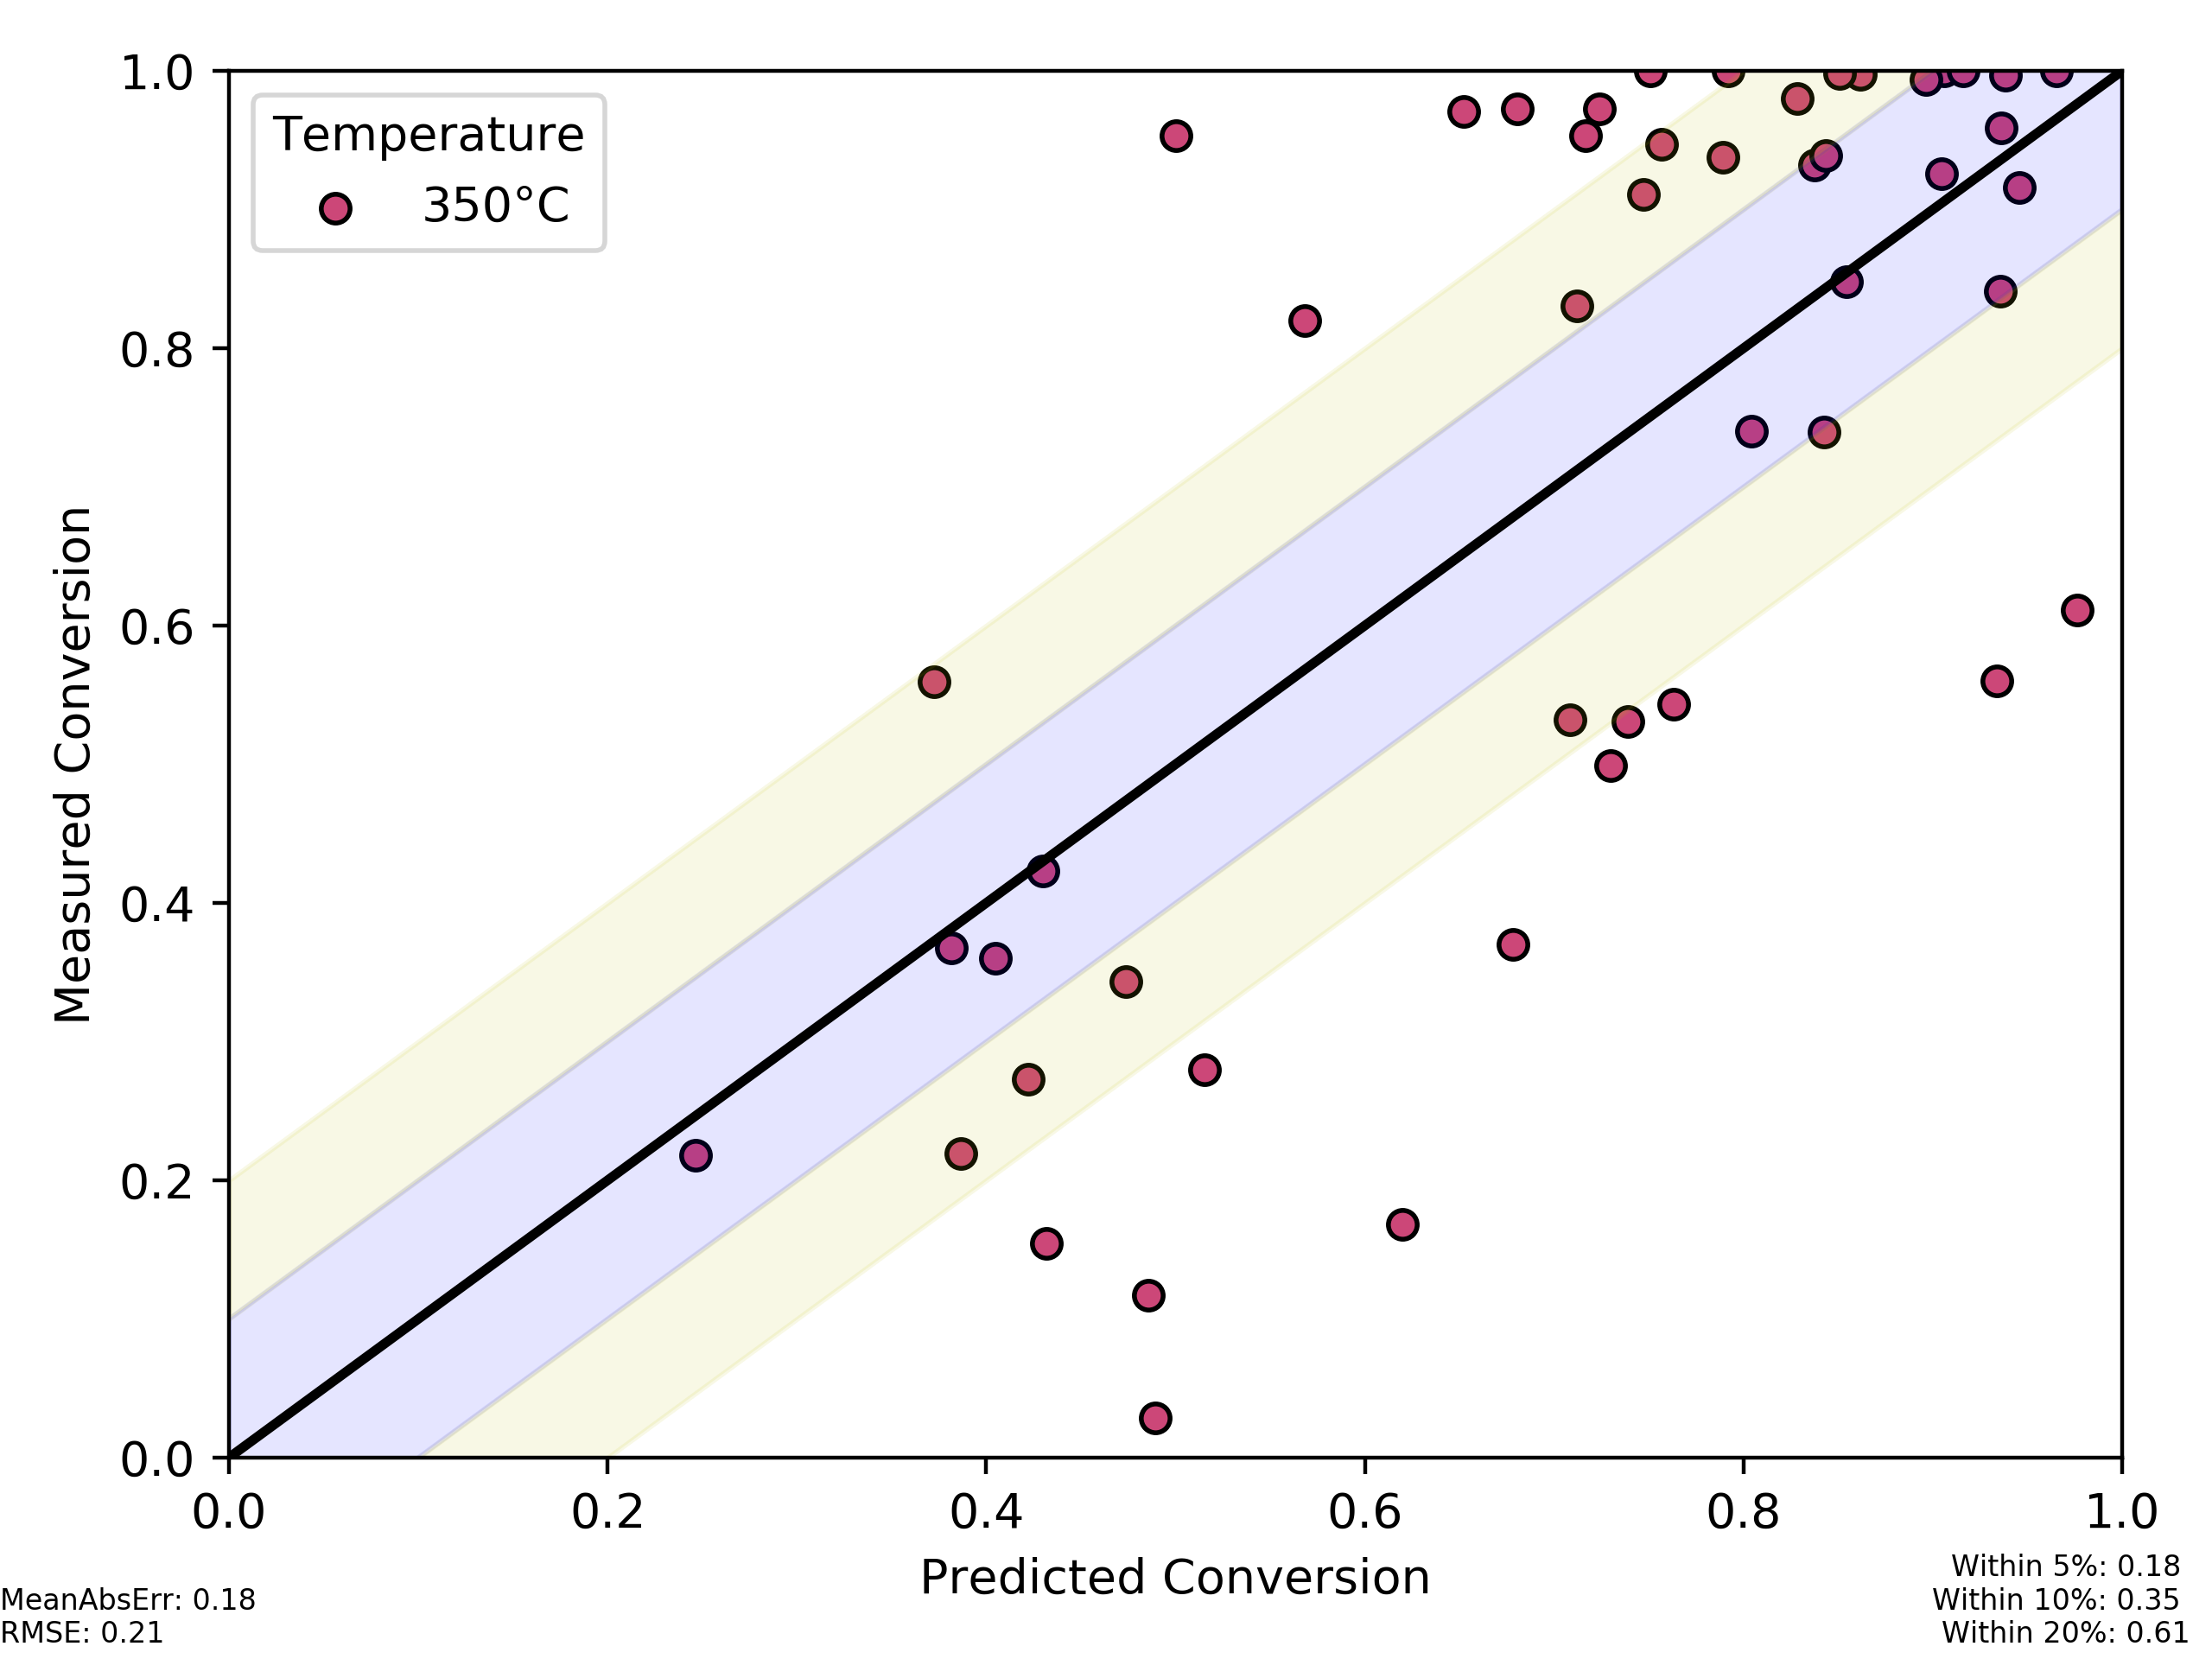 1.0
Temperature
350°C
0.8
0.6
0.4
0.2
0.0
Measured Conversion
0.0 0.2 0.4 0.6 0.8 1.0
Predicted Conversion
MeanAbsErr: 0.18
RMSE: 0.21
Within 5%: 0.18
Within 10%: 0.35
Within 20%: 0.61